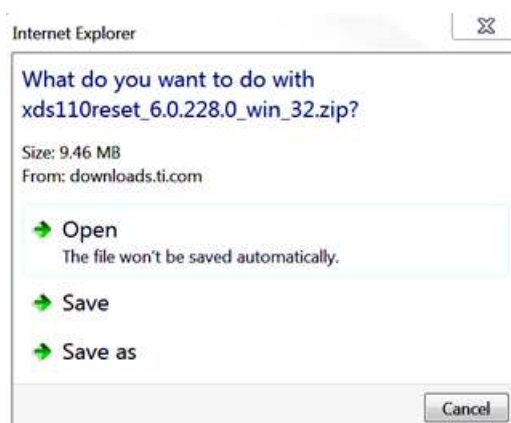 Internet Explorer
What do you want to do with
xds110reset_6.0.228.0_win_32.zip?
Size: 9.46 MB
From: downloads.ti.com
Open
The file won't be saved automatically.
Save
Save as
Cancel